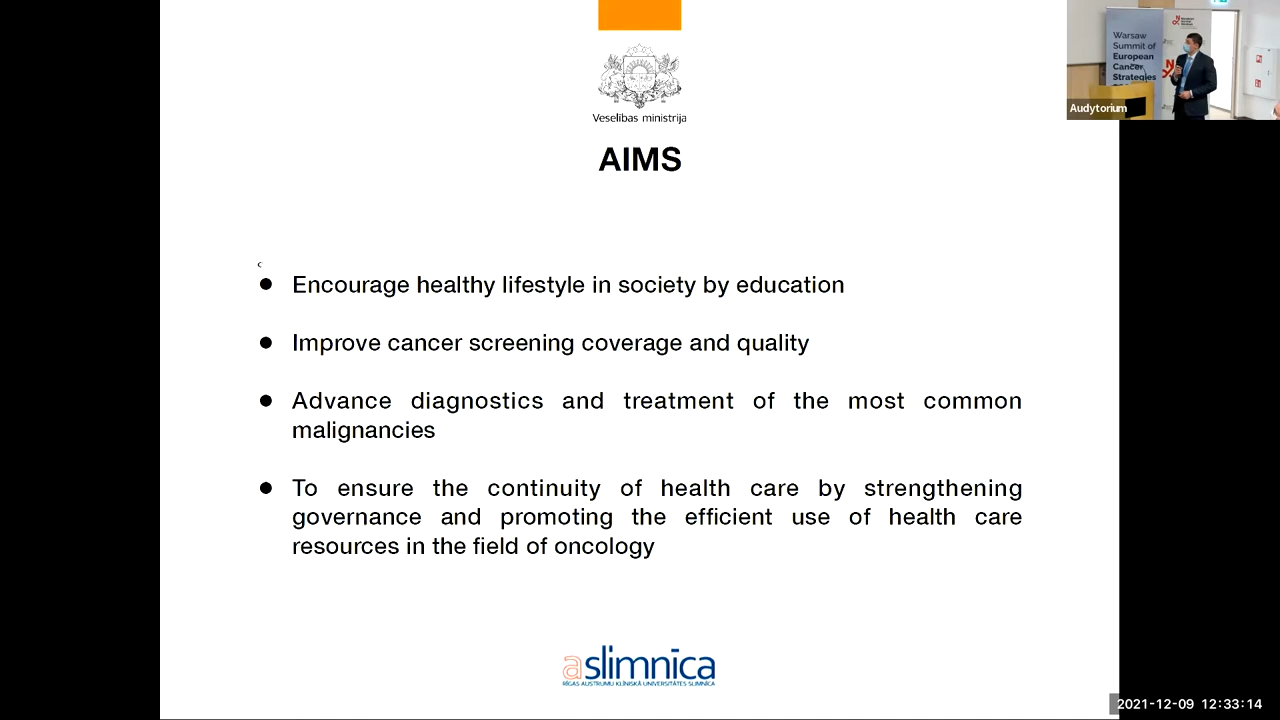 Veselības ministrija
AIMS
Encourage healthy lifestyle in society by education
Improve cancer screening coverage and quality
Advance diagnostics and treatment of the most common
malignancies
To ensure the continuity of health care by strengthening
governance and promoting the efficient use of health care
resources in the field of oncology
aslimnīca
RĪGAS AUSTRUMU KLĪNISKĀ UNIVERSITĀTES SLIMNĪCA
Warsaw
Summit of
European
Cancer
Strategies
Audytorium
2021-12-09 12:33:14